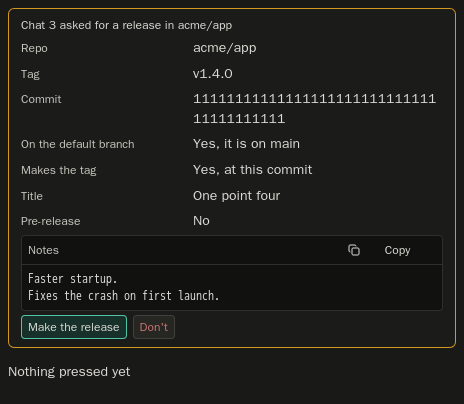 Chat 3 asked for a release in acme/app
Repo acme/app
Tag v1.4.0
Commit 11111111111111111111111111111
11111111111
On the default branch Yes, it is on main
Makes the tag Yes, at this commit
Title One point four
Pre-release No
Notes Copy
Faster startup.
Fixes the crash on first launch.
Make the release Don't
Nothing pressed yet